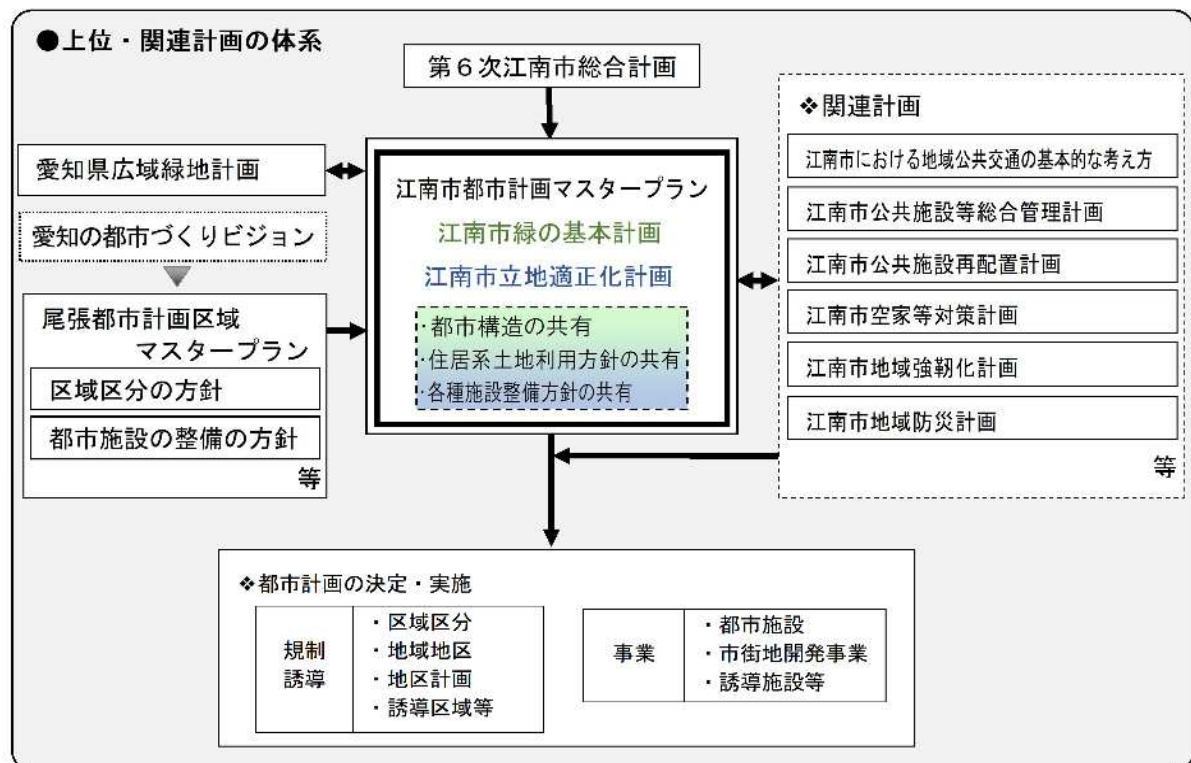 ●上位・関連計画の体系
第6次江南市総合計画
愛知県広域緑地計画
愛知の都市づくりビジョン
尾張都市計画区域
マスタープラン
区域区分の方針
都市施設の整備の方針
等
江南市都市計画マスタープラン
江南市緑の基本計画
江南市立地適正化計画
・都市構造の共有
・住居系土地利用方針の共有
・各種施設整備方針の共有
❖関連計画
江南市における地域公共交通の基本的な考え方
江南市公共施設等総合管理計画
江南市公共施設再配置計画
江南市空家等対策計画
江南市地域強靱化計画
江南市地域防災計画
等
❖都市計画の決定・実施
規制
誘導
・区域区分
・地域地区
・地区計画
・誘導区域等
事業
・都市施設
・市街地開発事業
・誘導施設等